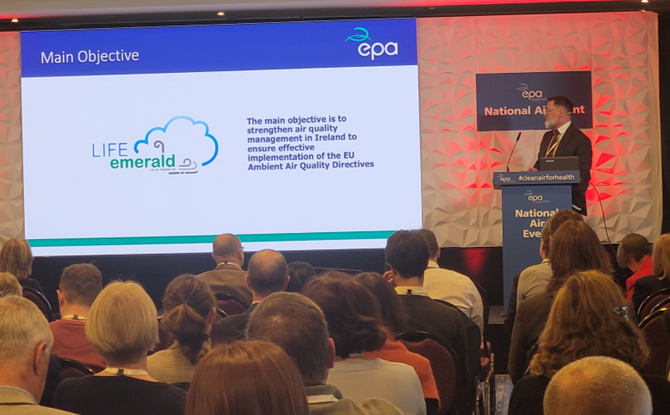 Main Objective
epa
LIFE
emerald
The main objective is to
strengthen air quality
management in Ireland to
ensure effective
implementation of the EU
Ambient Air Quality Directives
epa
National Air Event
epa
#cleanairforhealth
epa
National
Air
Event